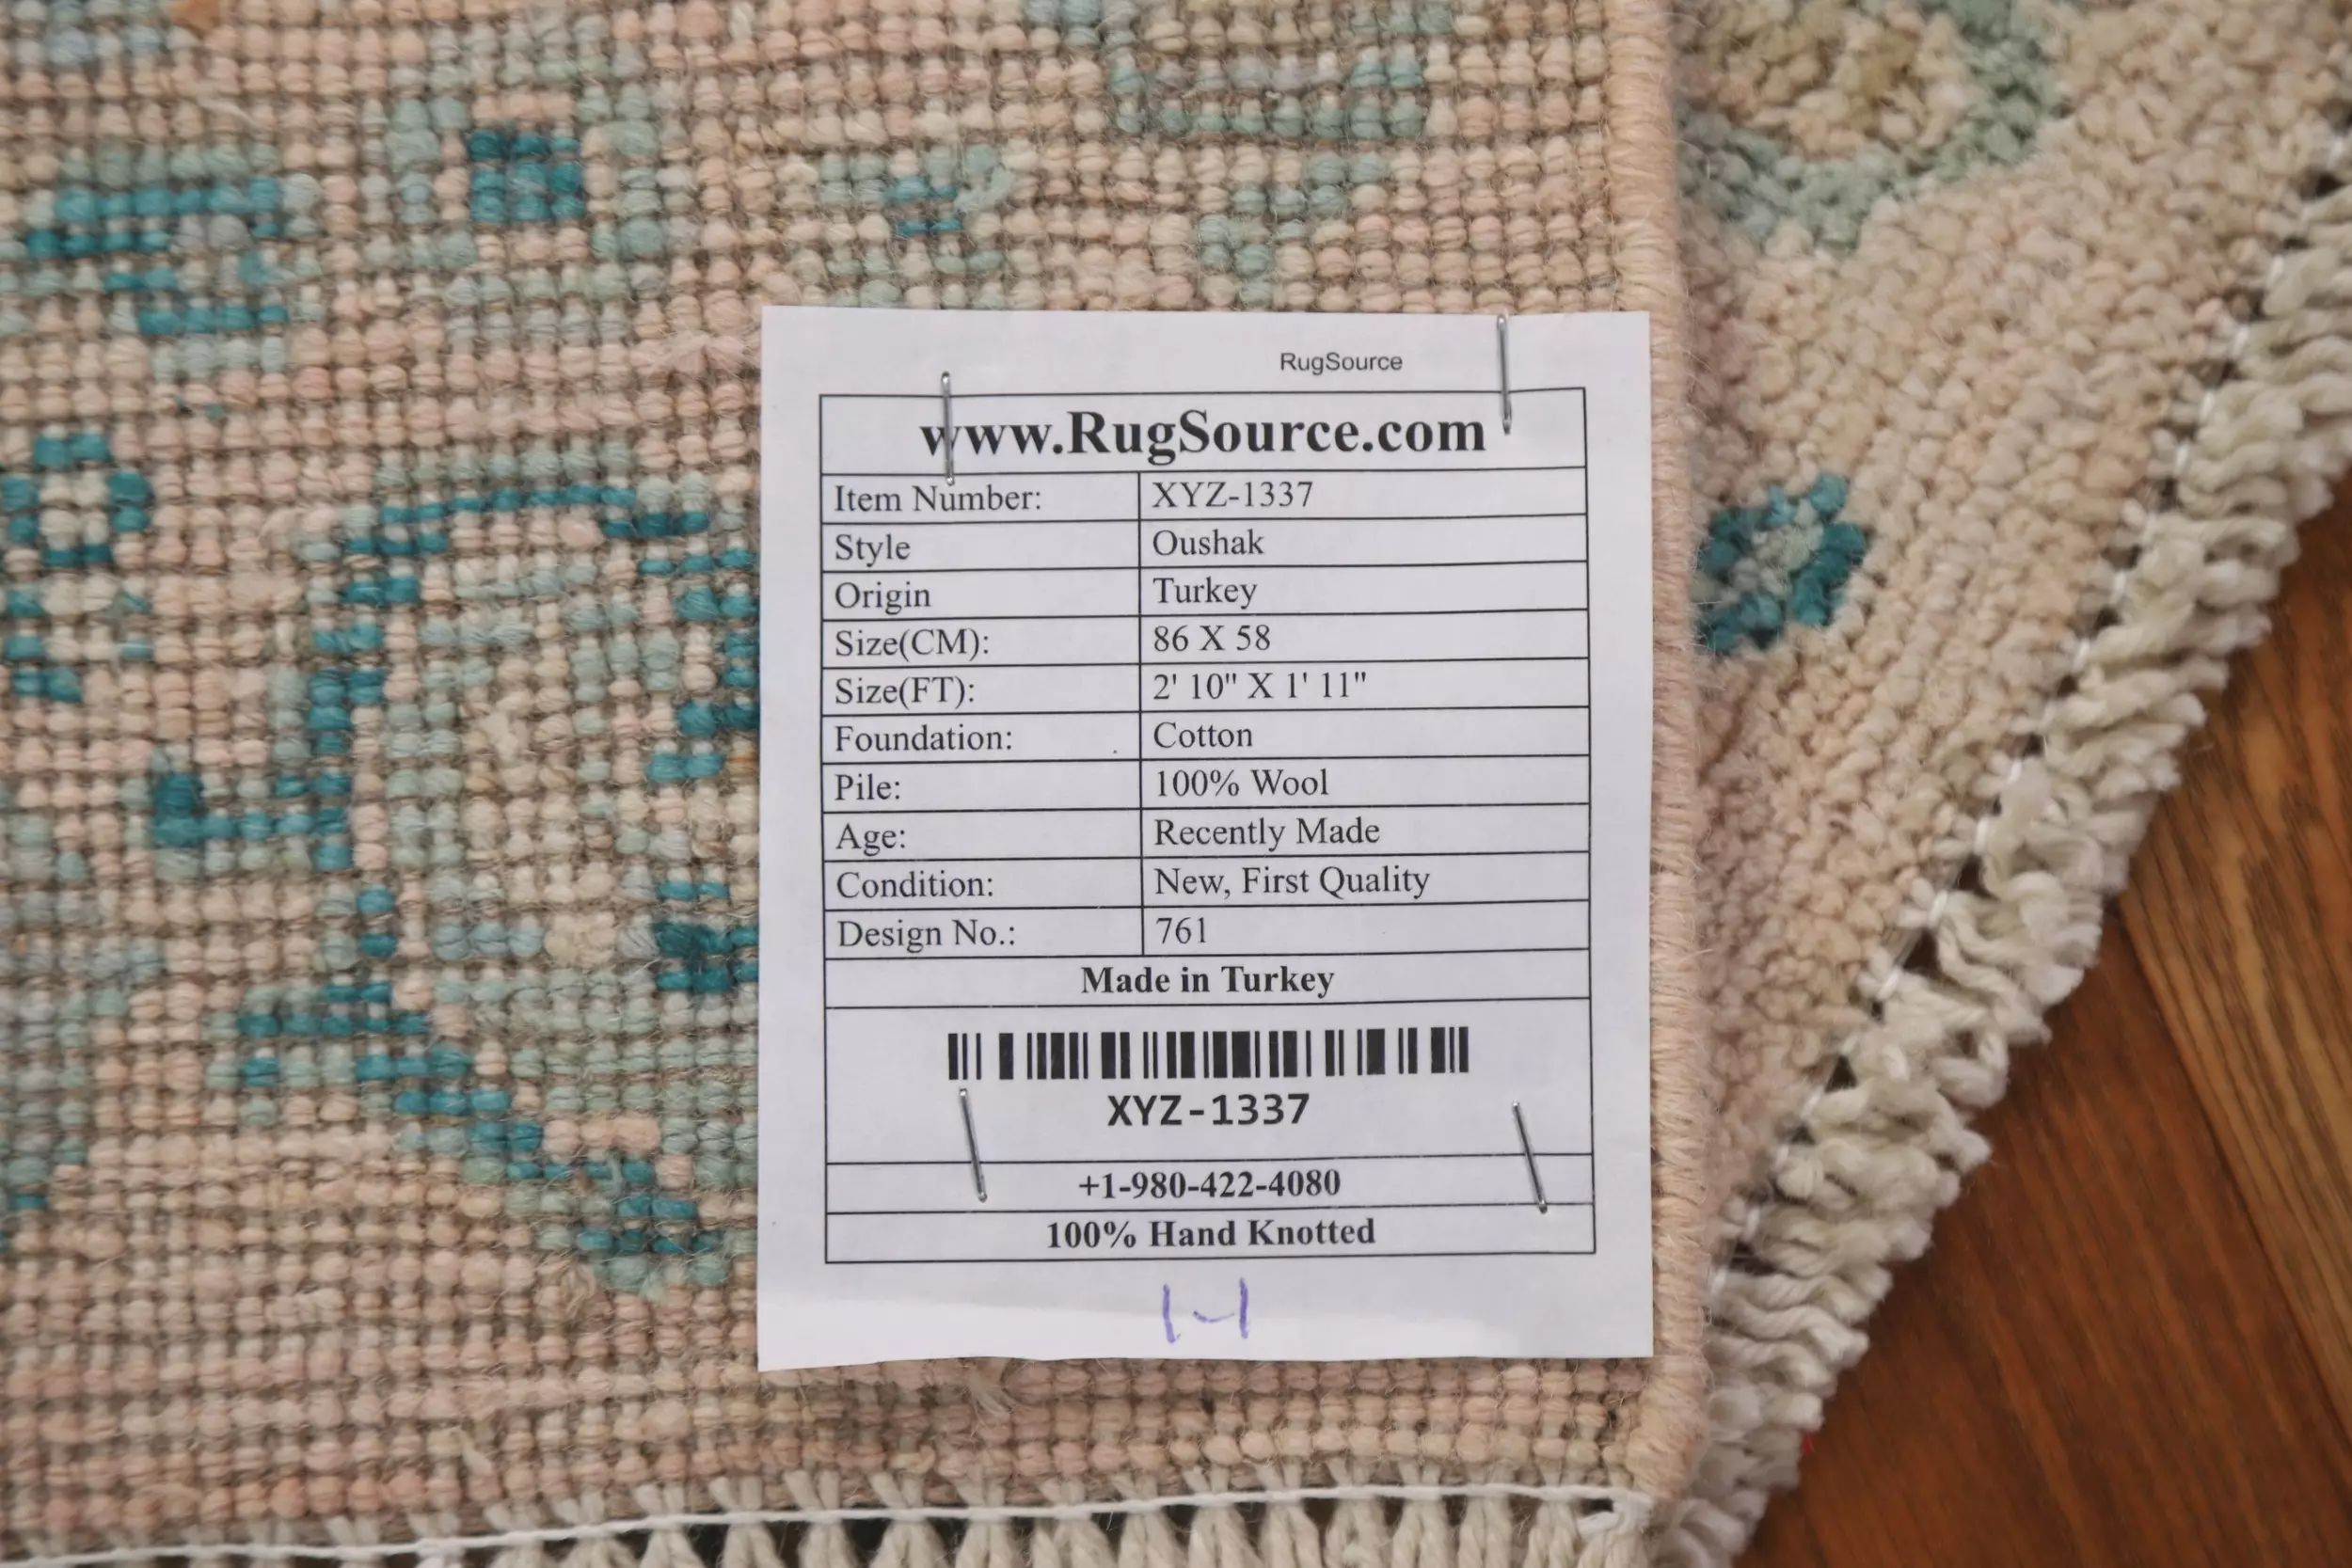 RugSource
www.RugSource.com
Item Number: XYZ-1337
Style Oushak
Origin Turkey
Size(CM): 86 X 58
Size(FT): 2' 10" X 1' 11"
Foundation: Cotton
Pile: 100% Wool
Age: Recently Made
Condition: New, First Quality
Design No.: 761
Made in Turkey
XYZ-1337
+1-980-422-4080
100% Hand Knotted
1-1